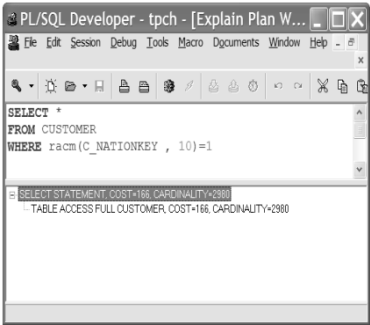 PL/SQL Developer - tpch - [Explain Plan W...
File Edit Session Debug Tools Macro Documents Window Help
SELECT *
FROM CUSTOMER
WHERE racm(C_NATIONKEY , 10)=1
SELECT STATEMENT, COST=166, CARDINALITY=2980
TABLE ACCESS FULL CUSTOMER, COST=166, CARDINALITY=2980